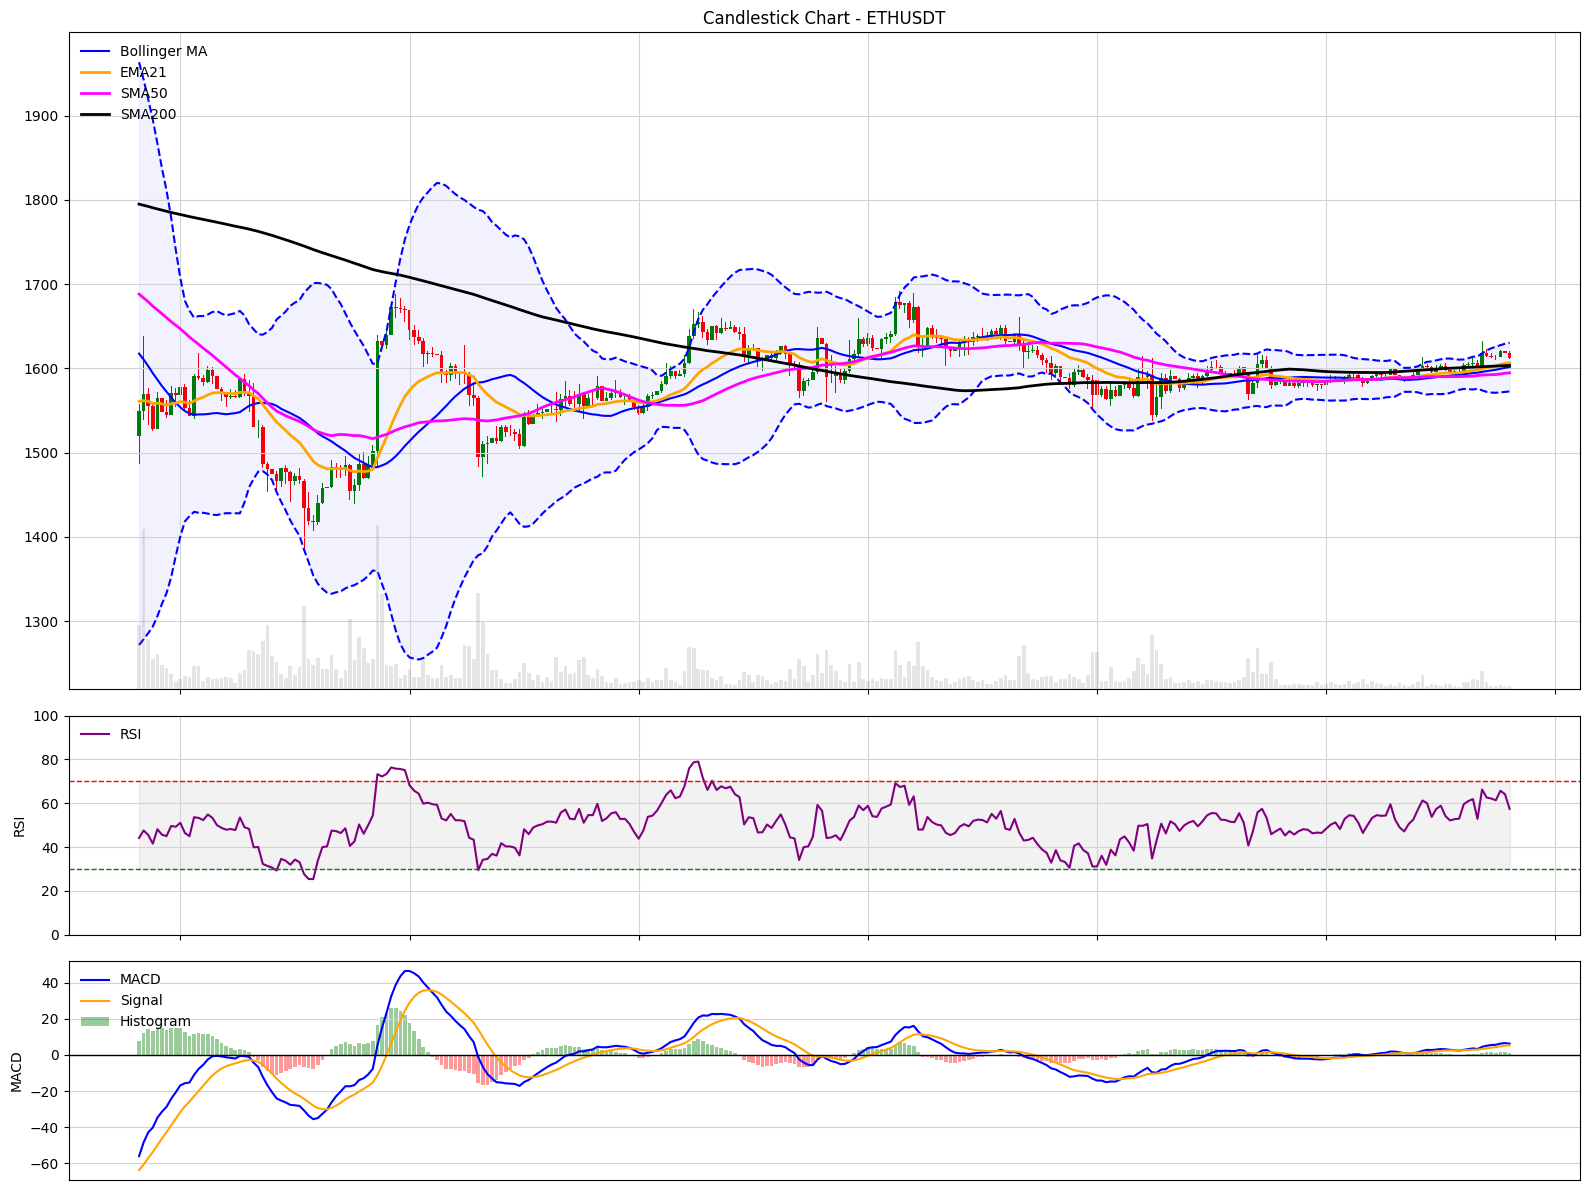 Candlestick Chart - ETHUSDT
Bollinger MA
EMA21
SMA50
SMA200
1900
1800
1700
1600
1500
1400
1300
RSI
100
80
60
40
20
0
RSI
MACD
Signal
Histogram
40
20
0
−20
−40
−60
MACD